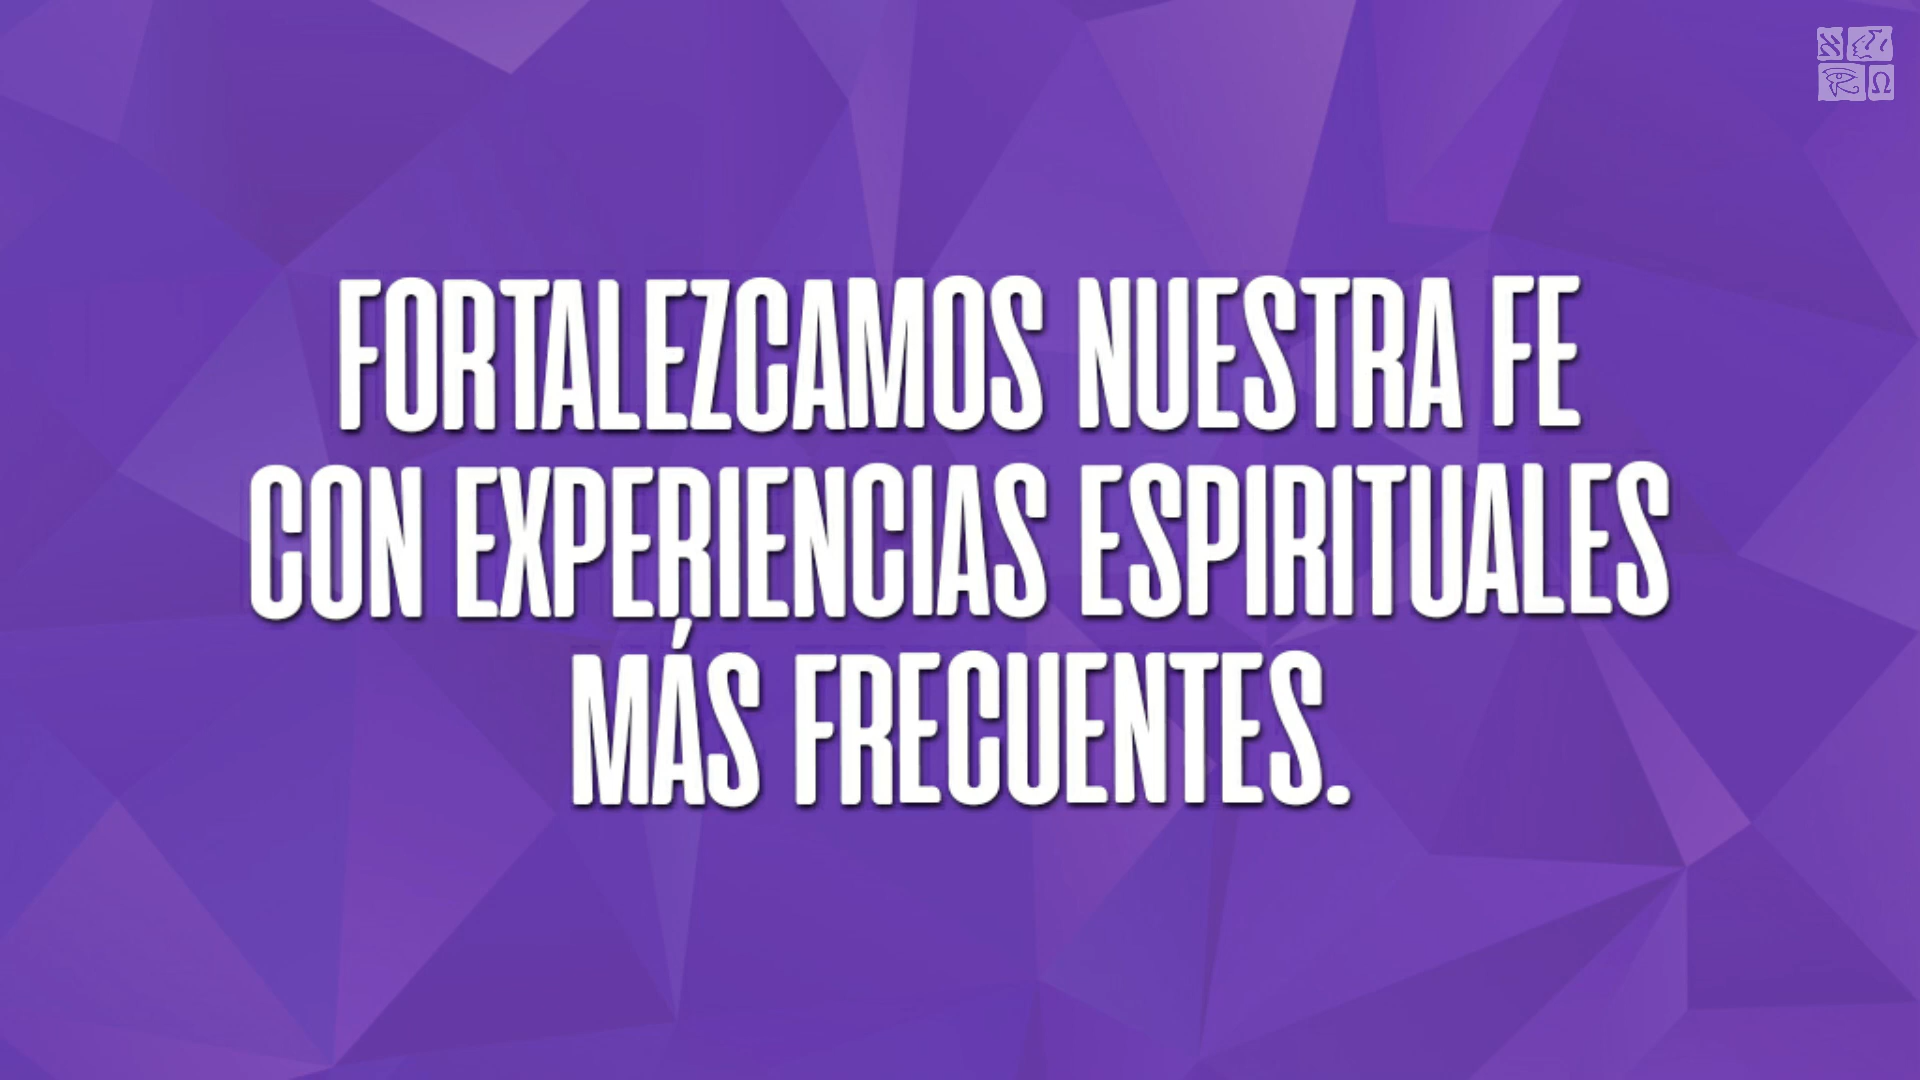 FORTALEZCAMOS NUESTRA FE
CON EXPERIENCIAS ESPIRITUALES
MÁS FRECUENTES.